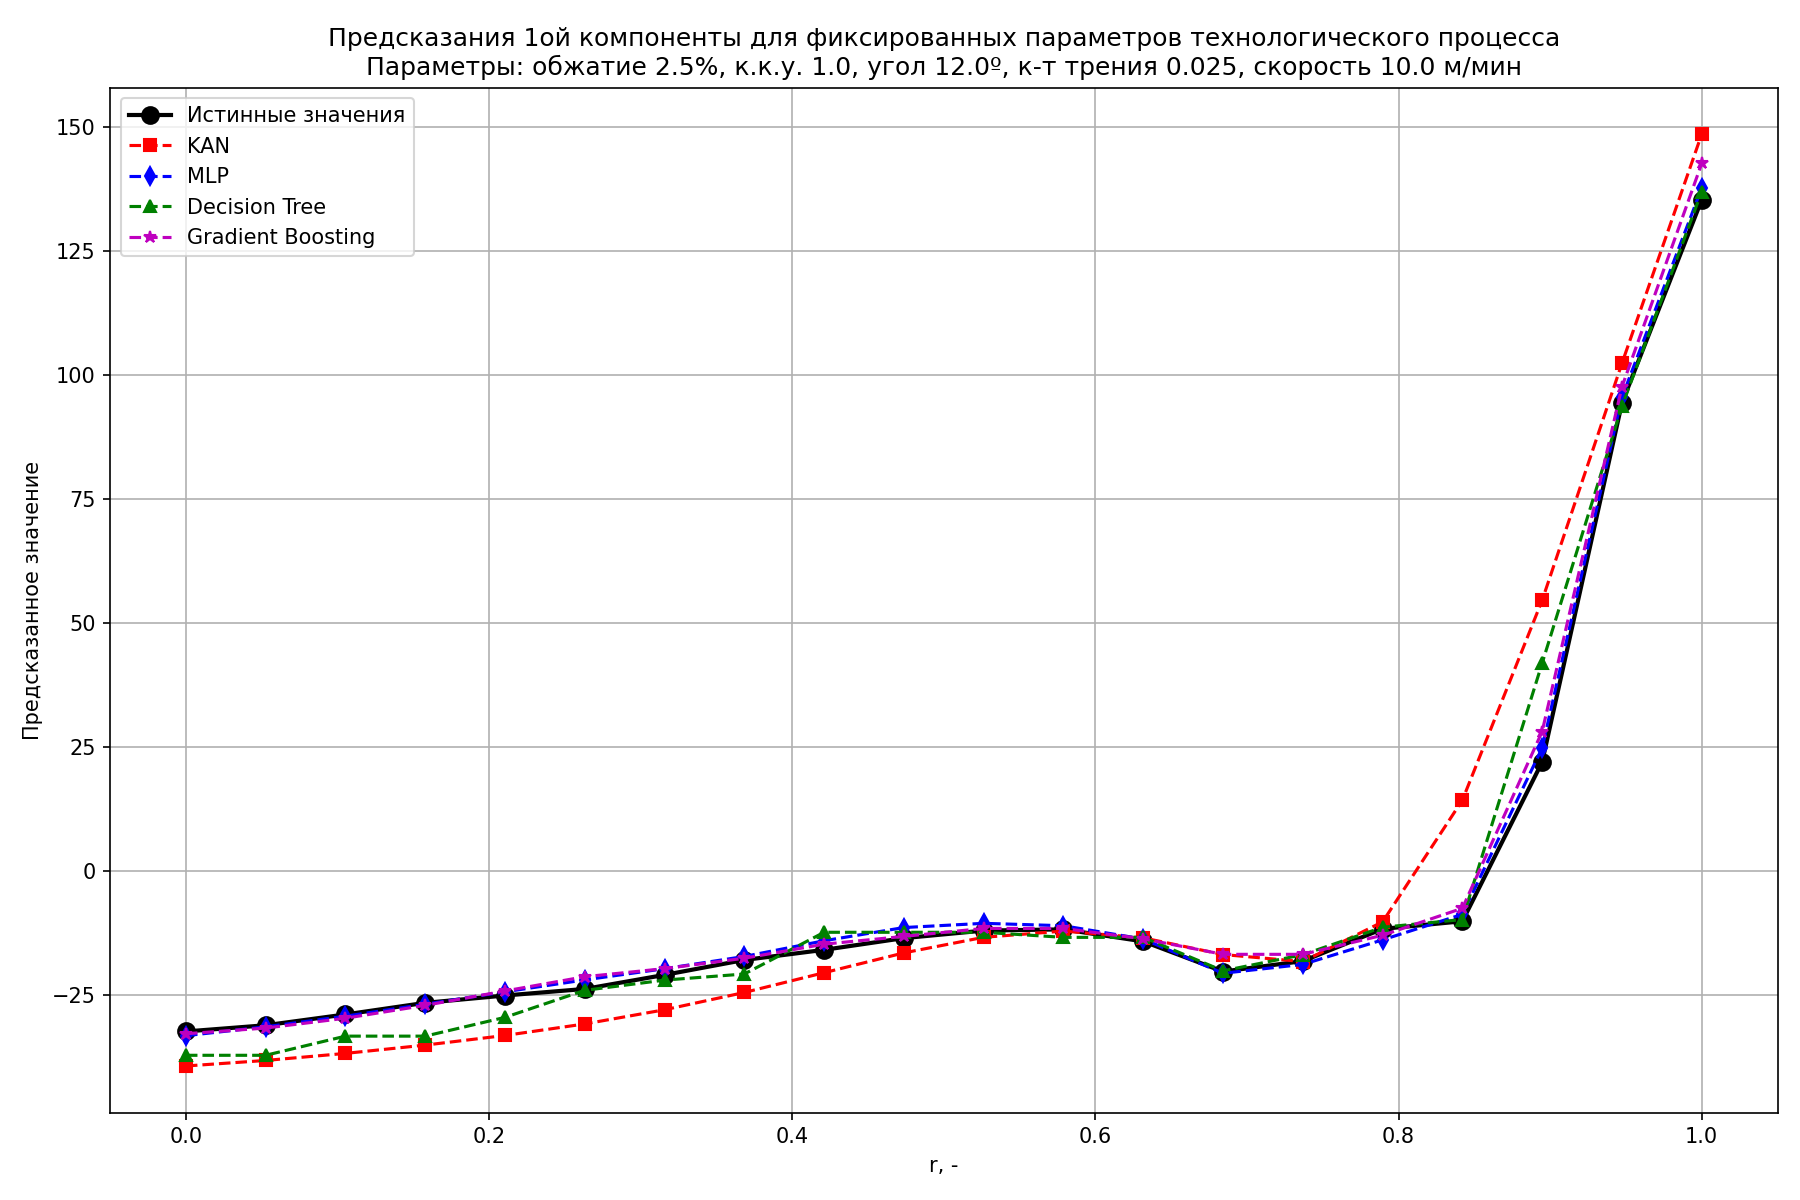 Предсказания 1ой компоненты для фиксированных параметров технологического процесса
Параметры: обжатие 2.5%, к.к.у. 1.0, угол 12.0º, к-т трения 0.025, скорость 10.0 м/мин
Истинные значения
KAN
MLP
Decision Tree
Gradient Boosting
Предсказанное значение
150
125
100
75
50
25
0
−25
0.0 0.2 0.4 0.6 0.8 1.0
r, -